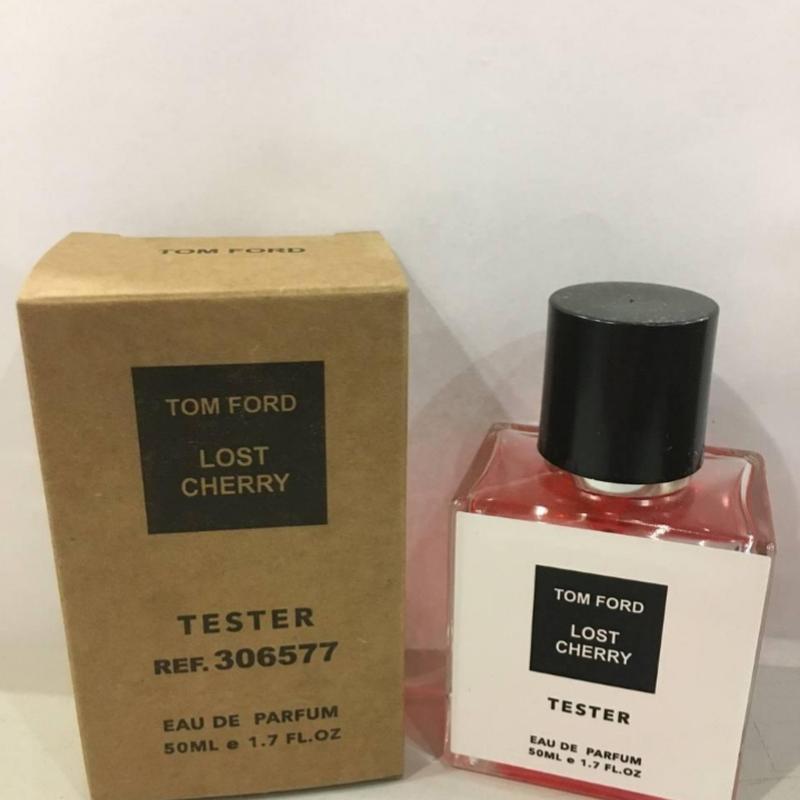 TOM FORD
TOM FORD
LOST
CHERRY
TESTER
REF. 306577
EAU DE PARFUM
50ML e 1.7 FL.OZ
TOM FORD
LOST
CHERRY
TESTER
EAU DE PARFUM
50ML e 1.7 FL.OZ